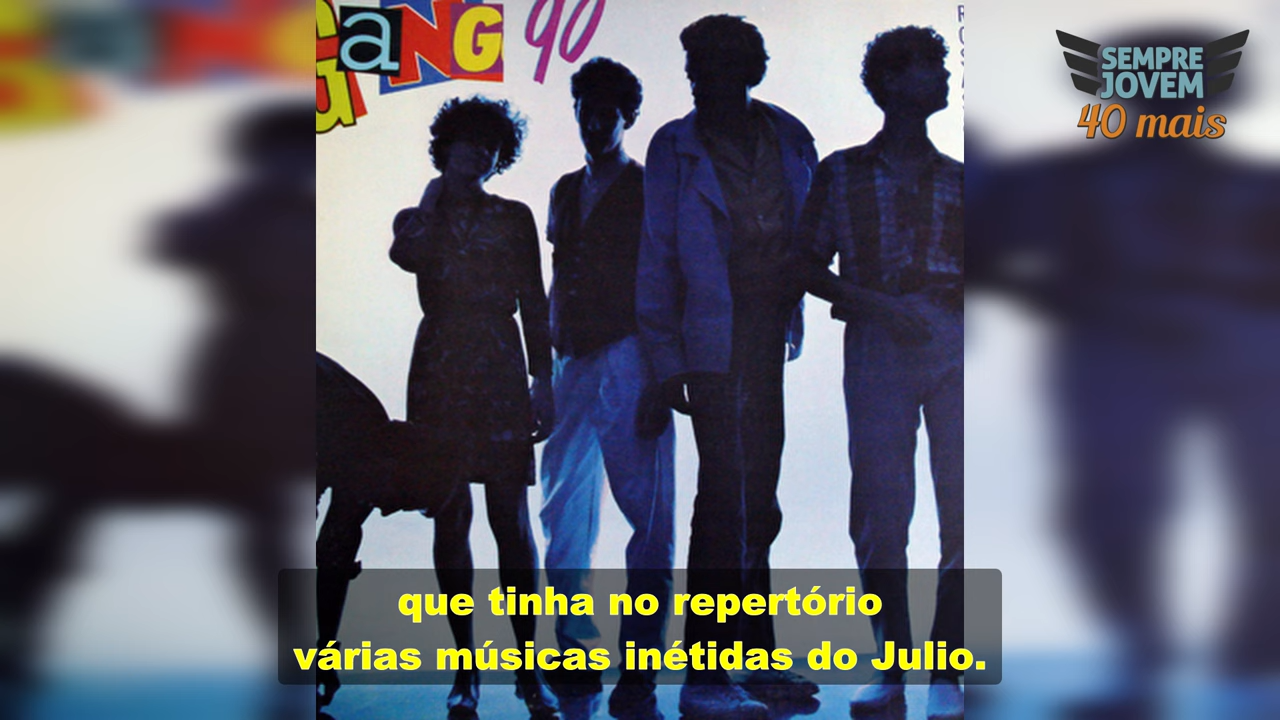 GANG
90
SEMPRE
JOVEM
40 mais
que tinha no repertório
várias músicas inétidas do Julio.